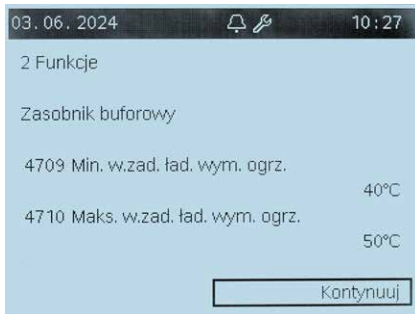 03.06.2024 10:27
2 Funkcje
Zasobnik buforowy
4709 Min. w.zad. ład. wym. ogrz.
40°C
4710 Maks. w.zad. ład. wym. ogrz.
50°C
Kontynuuj